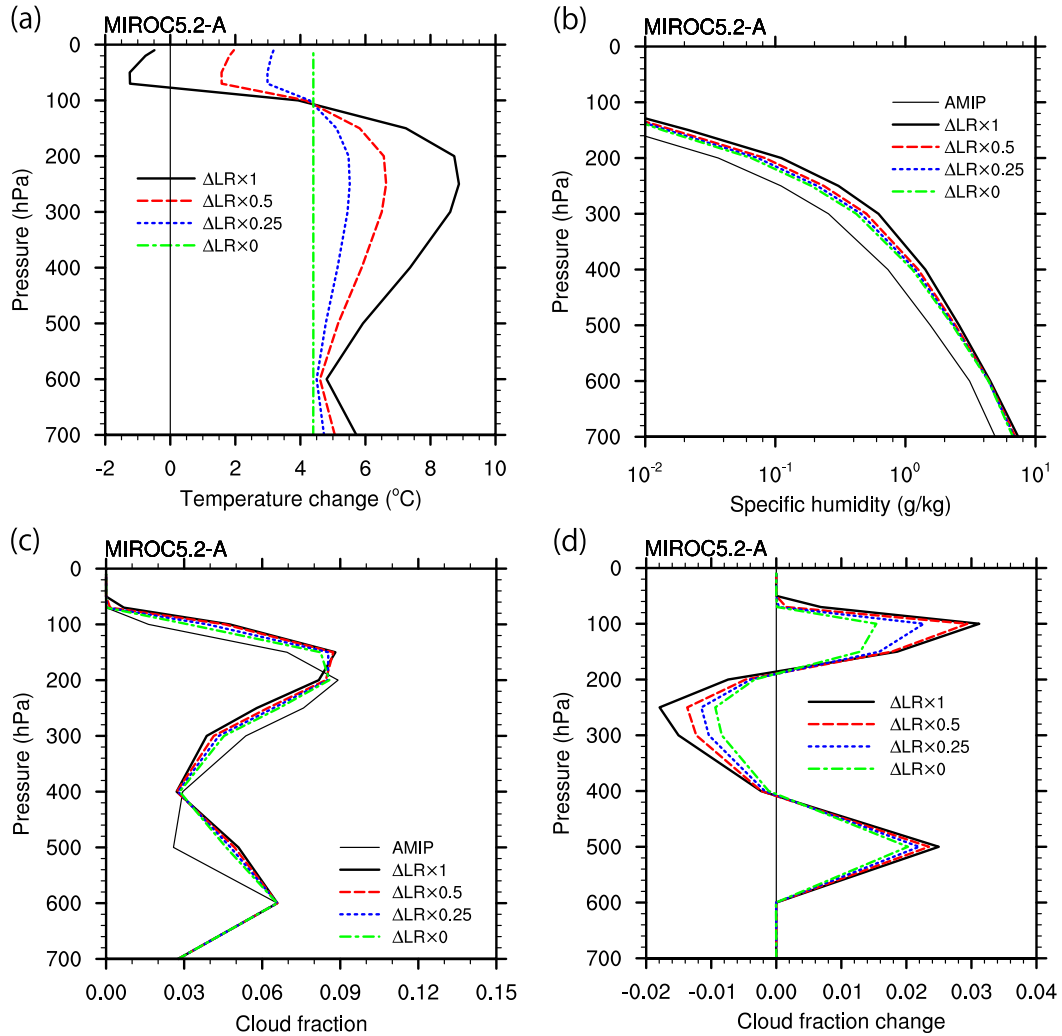 (a)
MIROC5.2-A
0
100
200
300
400
500
600
700
Pressure (hPa)
ΔLR×1
ΔLR×0.5
ΔLR×0.25
ΔLR×0
-2 0 2 4 6 8 10
Temperature change (°C)
(b)
MIROC5.2-A
0
100
200
300
400
500
600
700
Pressure (hPa)
AMIP
ΔLR×1
ΔLR×0.5
ΔLR×0.25
ΔLR×0
10⁻² 10⁻¹ 10⁰ 10¹
Specific humidity (g/kg)
(c)
MIROC5.2-A
0
100
200
300
400
500
600
700
Pressure (hPa)
AMIP
ΔLR×1
ΔLR×0.5
ΔLR×0.25
ΔLR×0
0.00 0.03 0.06 0.09 0.12 0.15
Cloud fraction
(d)
MIROC5.2-A
0
100
200
300
400
500
600
700
Pressure (hPa)
ΔLR×1
ΔLR×0.5
ΔLR×0.25
ΔLR×0
-0.02 -0.01 0.00 0.01 0.02 0.03 0.04
Cloud fraction change